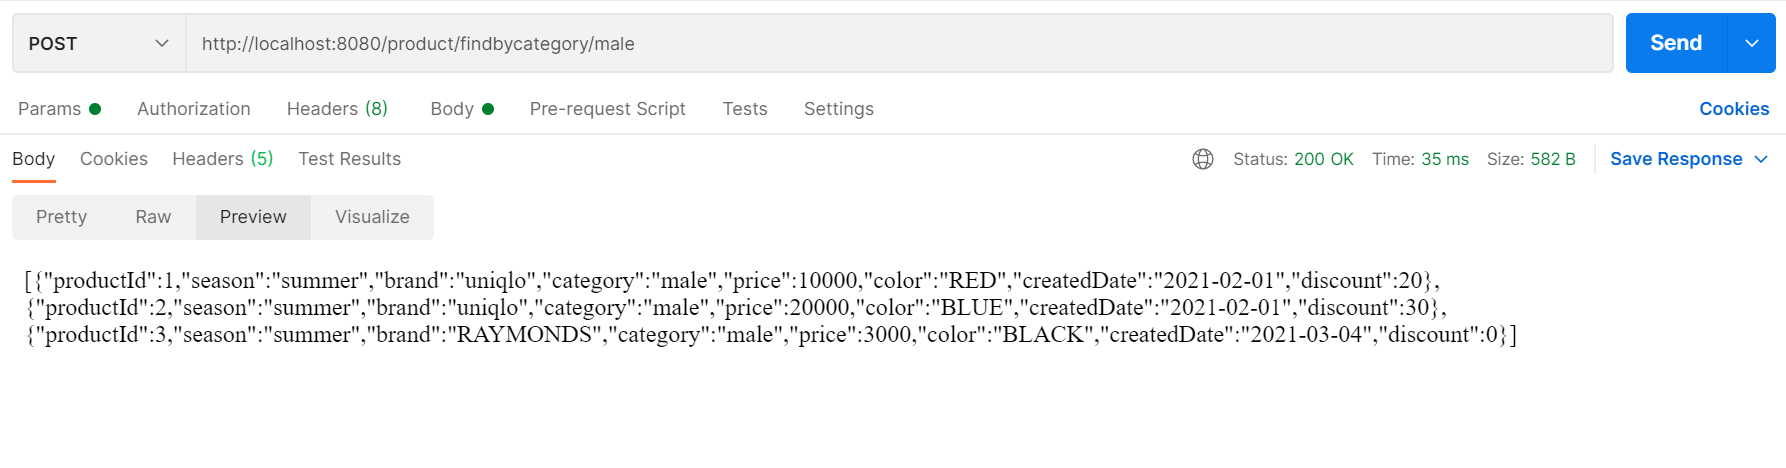 POST http://localhost:8080/product/findbycategory/male Send
Params Authorization Headers (8) Body Pre-request Script Tests Settings Cookies
Body Cookies Headers (5) Test Results Status: 200 OK Time: 35 ms Size: 582 B Save Response
Pretty Raw Preview Visualize
[{"productId":1,"season":"summer","brand":"uniqlo","category":"male","price":10000,"color":"RED","createdDate":"2021-02-01","discount":20},
{"productId":2,"season":"summer","brand":"uniqlo","category":"male","price":20000,"color":"BLUE","createdDate":"2021-02-01","discount":30},
{"productId":3,"season":"summer","brand":"RAYMONDS","category":"male","price":3000,"color":"BLACK","createdDate":"2021-03-04","discount":0}]